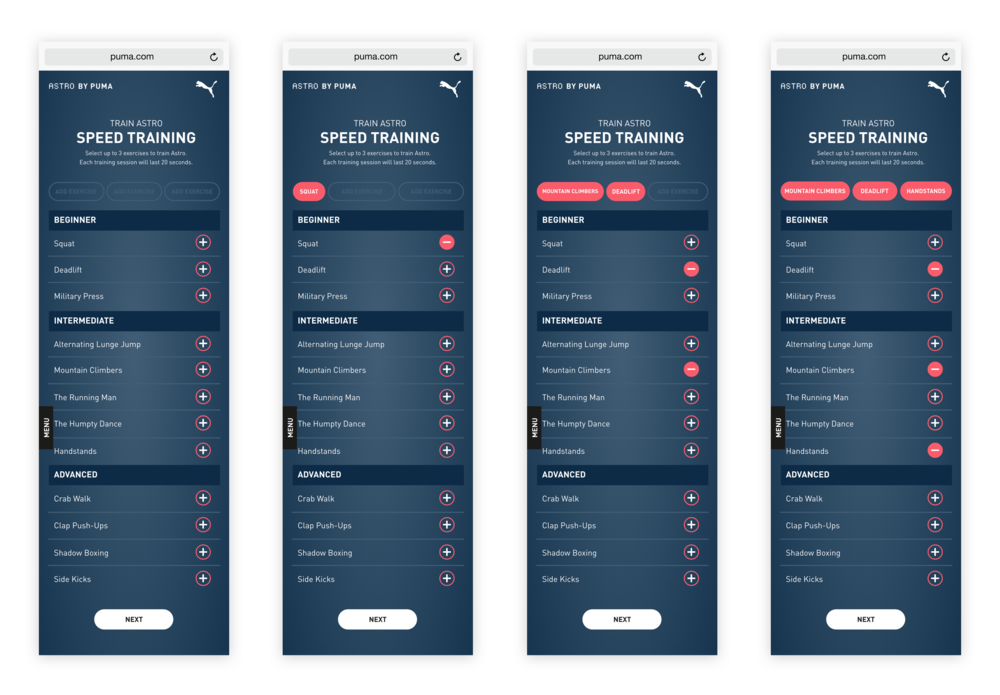 puma.com
ASTRO BY PUMA
TRAIN ASTRO
SPEED TRAINING
Select up to 3 exercises to train Astro.
Each training session will last 20 seconds.
ADD EXERCISE ADD EXERCISE ADD EXERCISE
BEGINNER
Squat
Deadlift
Military Press
INTERMEDIATE
Alternating Lunge Jump
Mountain Climbers
The Running Man
MENU
The Humpty Dance
Handstands
ADVANCED
Crab Walk
Clap Push-Ups
Shadow Boxing
Side Kicks
NEXT
puma.com
ASTRO BY PUMA
TRAIN ASTRO
SPEED TRAINING
Select up to 3 exercises to train Astro.
Each training session will last 20 seconds.
SQUAT ADD EXERCISE ADD EXERCISE
BEGINNER
Squat
Deadlift
Military Press
INTERMEDIATE
Alternating Lunge Jump
Mountain Climbers
The Running Man
MENU
The Humpty Dance
Handstands
ADVANCED
Crab Walk
Clap Push-Ups
Shadow Boxing
Side Kicks
NEXT
puma.com
ASTRO BY PUMA
TRAIN ASTRO
SPEED TRAINING
Select up to 3 exercises to train Astro.
Each training session will last 20 seconds.
MOUNTAIN CLIMBERS DEADLIFT ADD EXERCISE
BEGINNER
Squat
Deadlift
Military Press
INTERMEDIATE
Alternating Lunge Jump
Mountain Climbers
The Running Man
MENU
The Humpty Dance
Handstands
ADVANCED
Crab Walk
Clap Push-Ups
Shadow Boxing
Side Kicks
NEXT
puma.com
ASTRO BY PUMA
TRAIN ASTRO
SPEED TRAINING
Select up to 3 exercises to train Astro.
Each training session will last 20 seconds.
MOUNTAIN CLIMBERS DEADLIFT HANDSTANDS
BEGINNER
Squat
Deadlift
Military Press
INTERMEDIATE
Alternating Lunge Jump
Mountain Climbers
The Running Man
MENU
The Humpty Dance
Handstands
ADVANCED
Crab Walk
Clap Push-Ups
Shadow Boxing
Side Kicks
NEXT